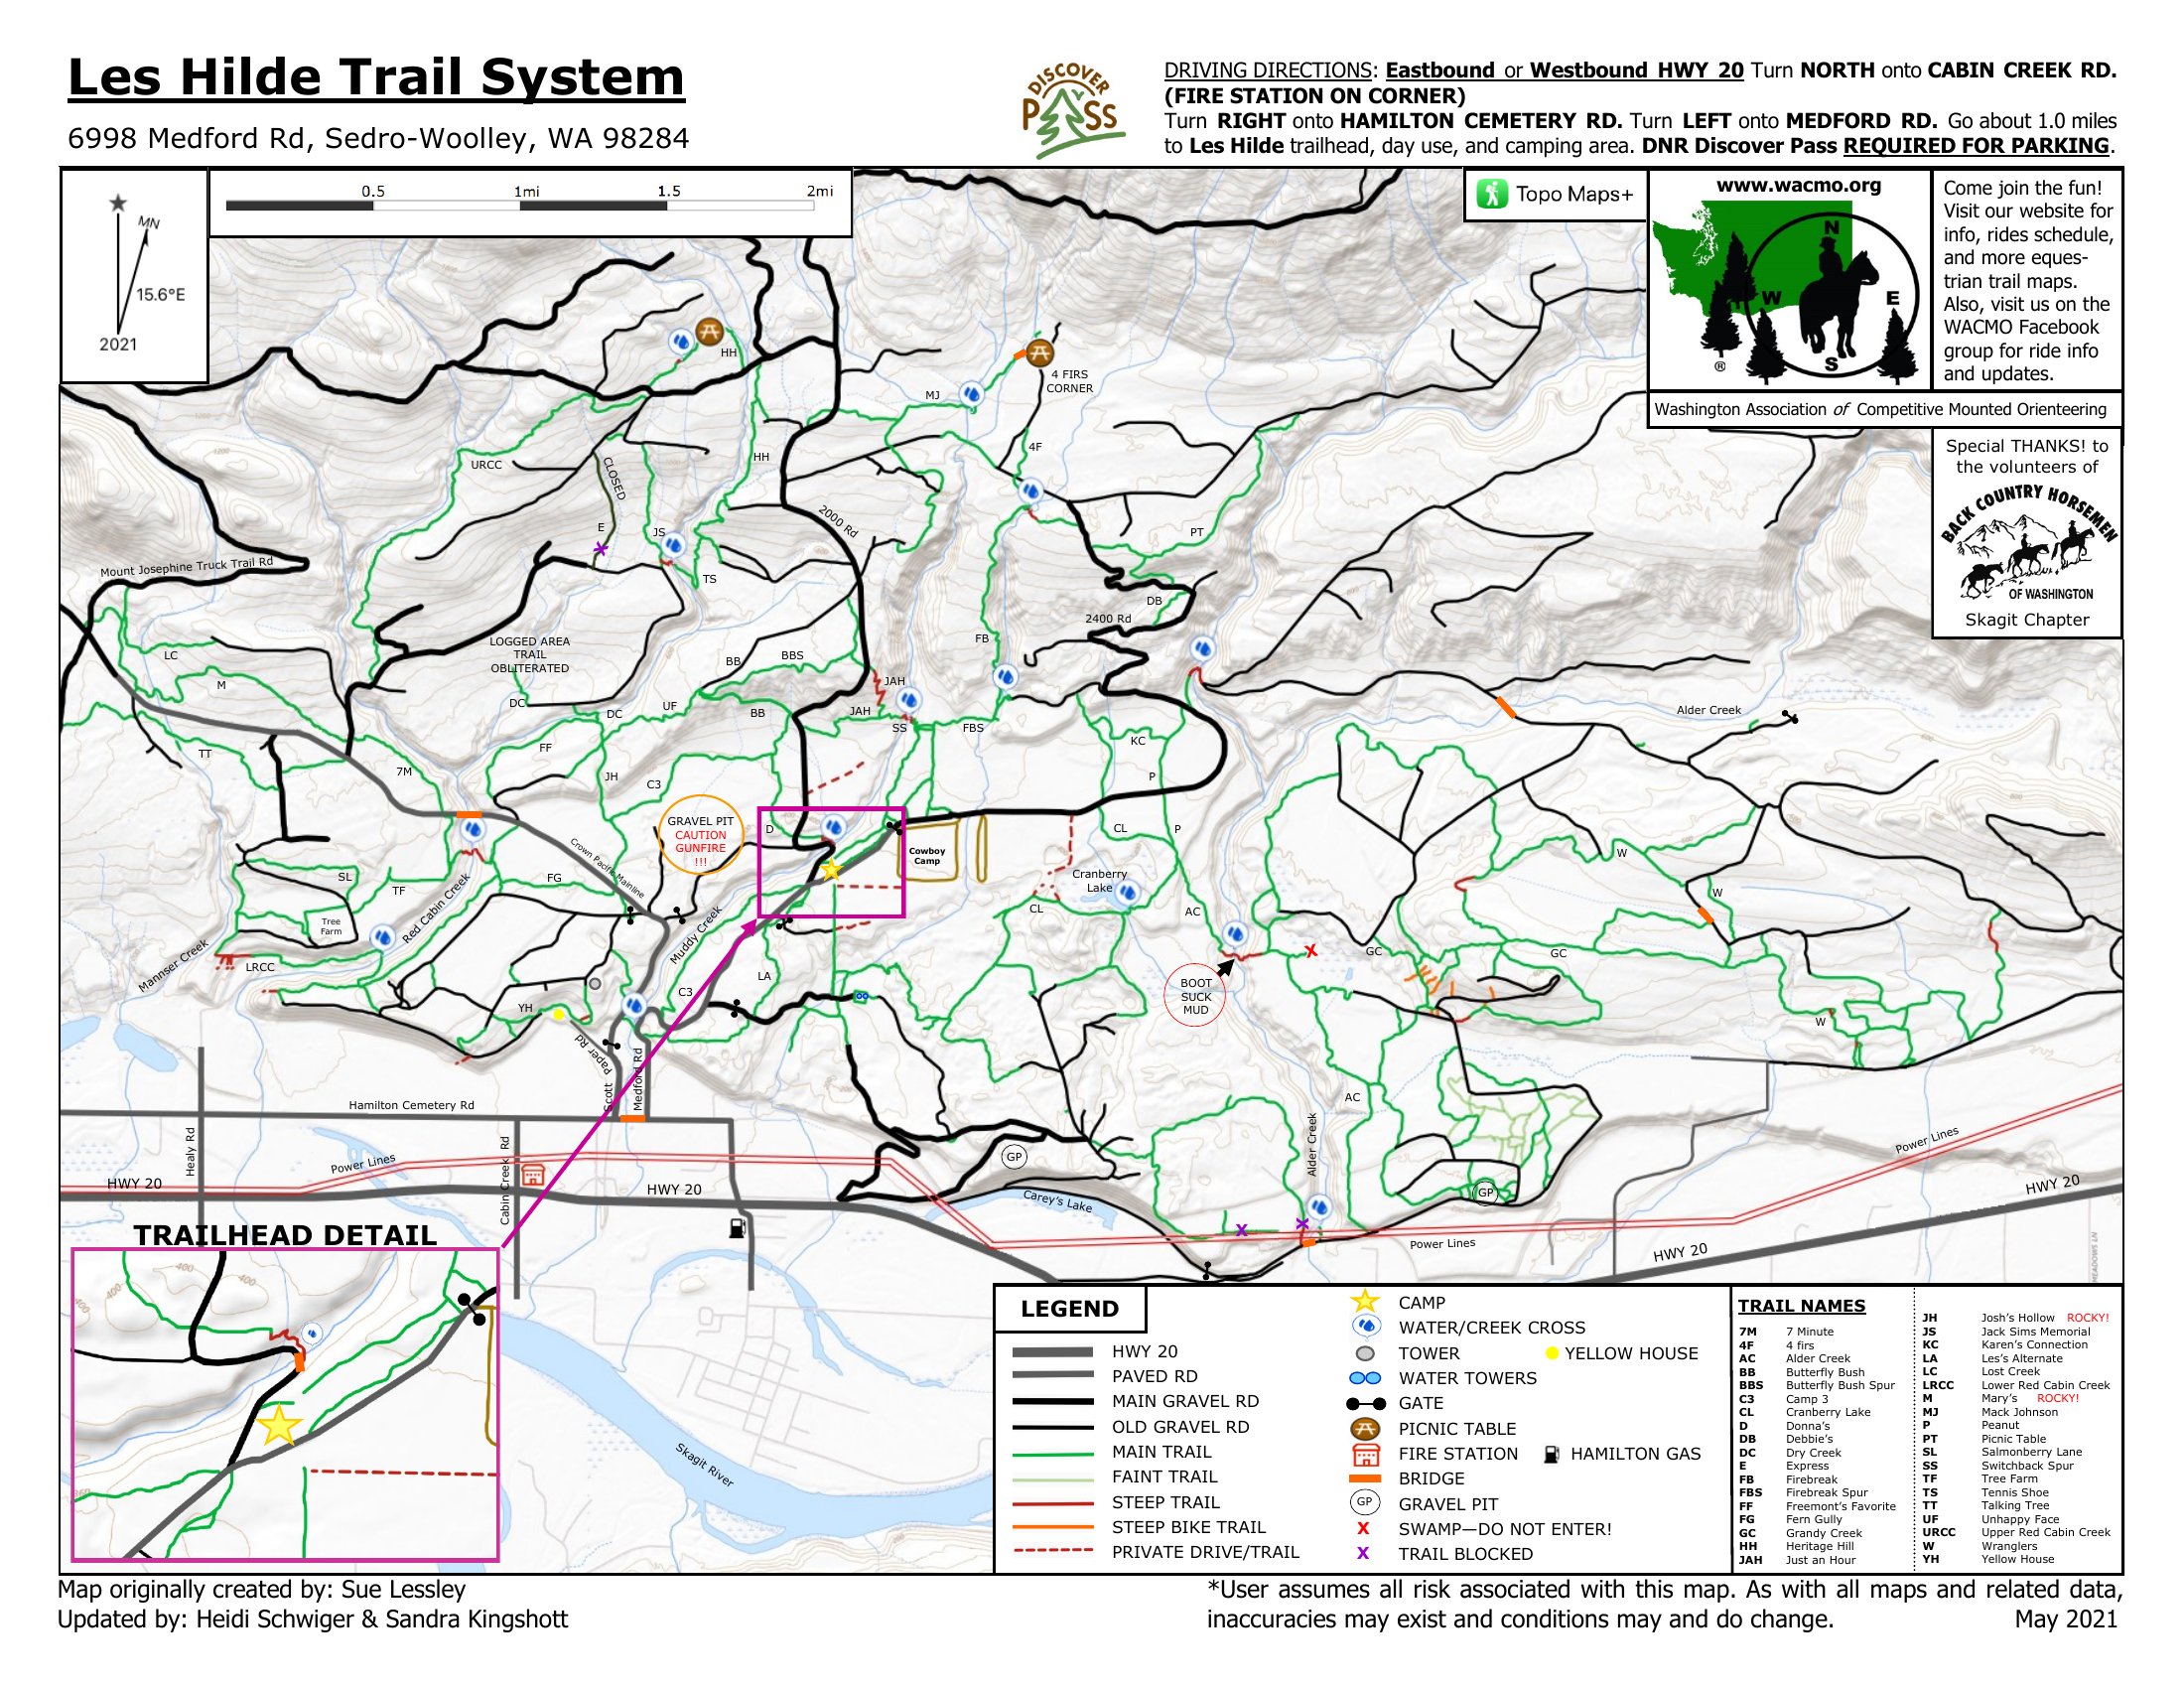 Les Hilde Trail System
6998 Medford Rd, Sedro-Woolley, WA 98284
DISCOVER
PASS
DRIVING DIRECTIONS: Eastbound or Westbound HWY 20 Turn NORTH onto CABIN CREEK RD.
(FIRE STATION ON CORNER)
Turn RIGHT onto HAMILTON CEMETERY RD. Turn LEFT onto MEDFORD RD. Go about 1.0 miles
to Les Hilde trailhead, day use, and camping area. DNR Discover Pass REQUIRED FOR PARKING.
MN
15.6°E
2021
0.5 1mi 1.5 2mi
Topo Maps+
www.wacmo.org
N
W E
S
®
Come join the fun!
Visit our website for
info, rides schedule,
and more eques-
trian trail maps.
Also, visit us on the
WACMO Facebook
group for ride info
and updates.
Washington Association of Competitive Mounted Orienteering
Special THANKS! to
the volunteers of
BACK COUNTRY HORSEMEN
OF WASHINGTON
Skagit Chapter
HH
4 FIRS
CORNER
MJ
URCC
CLOSED
HH
4F
E
JS
2000 Rd
PT
Mount Josephine Truck Trail Rd
TS
DB
2400 Rd
LOGGED AREA
TRAIL
OBLITERATED
LC
M
BB
BBS
FB
JAH
DC
DC
UF
BB
JAH
SS
FBS
Alder Creek
KC
TT
FF
7M
JH
C3
P
GRAVEL PIT
CAUTION
GUNFIRE
!!!
D
CL
P
Cowboy
Camp
Crown Pacific Mainline
W
SL
TF
FG
Cranberry
Lake
W
Tree
Farm
Red Cabin Creek
CL
AC
Muddy Creek
Mannser Creek
LRCC
LA
GC
GC
C3
BOOT
SUCK
MUD
YH
W
Paper Rd
Scott
Medford Rd
AC
Hamilton Cemetery Rd
Healy Rd
Cabin Creek Rd
Power Lines
GP
Alder Creek
Power Lines
HWY 20
HWY 20
Carey's Lake
GP
HWY 20
Power Lines
HWY 20
MEADOWS LN
TRAILHEAD DETAIL
400
400
400
Skagit River
LEGEND
HWY 20
PAVED RD
MAIN GRAVEL RD
OLD GRAVEL RD
MAIN TRAIL
FAINT TRAIL
STEEP TRAIL
STEEP BIKE TRAIL
PRIVATE DRIVE/TRAIL
CAMP
WATER/CREEK CROSS
TOWER
YELLOW HOUSE
WATER TOWERS
GATE
PICNIC TABLE
FIRE STATION
HAMILTON GAS
BRIDGE
GP GRAVEL PIT
X SWAMP—DO NOT ENTER!
X TRAIL BLOCKED
TRAIL NAMES
7M 7 Minute
4F 4 firs
AC Alder Creek
BB Butterfly Bush
BBS Butterfly Bush Spur
C3 Camp 3
CL Cranberry Lake
D Donna's
DB Debbie's
DC Dry Creek
E Express
FB Firebreak
FBS Firebreak Spur
FF Freemont's Favorite
FG Fern Gully
GC Grandy Creek
HH Heritage Hill
JAH Just an Hour
JH Josh's Hollow ROCKY!
JS Jack Sims Memorial
KC Karen's Connection
LA Les's Alternate
LC Lost Creek
LRCC Lower Red Cabin Creek
M Mary's ROCKY!
MJ Mack Johnson
P Peanut
PT Picnic Table
SL Salmonberry Lane
SS Switchback Spur
TF Tree Farm
TS Tennis Shoe
TT Talking Tree
UF Unhappy Face
URCC Upper Red Cabin Creek
W Wranglers
YH Yellow House
Map originally created by: Sue Lessley
Updated by: Heidi Schwiger & Sandra Kingshott
*User assumes all risk associated with this map. As with all maps and related data,
inaccuracies may exist and conditions may and do change. May 2021